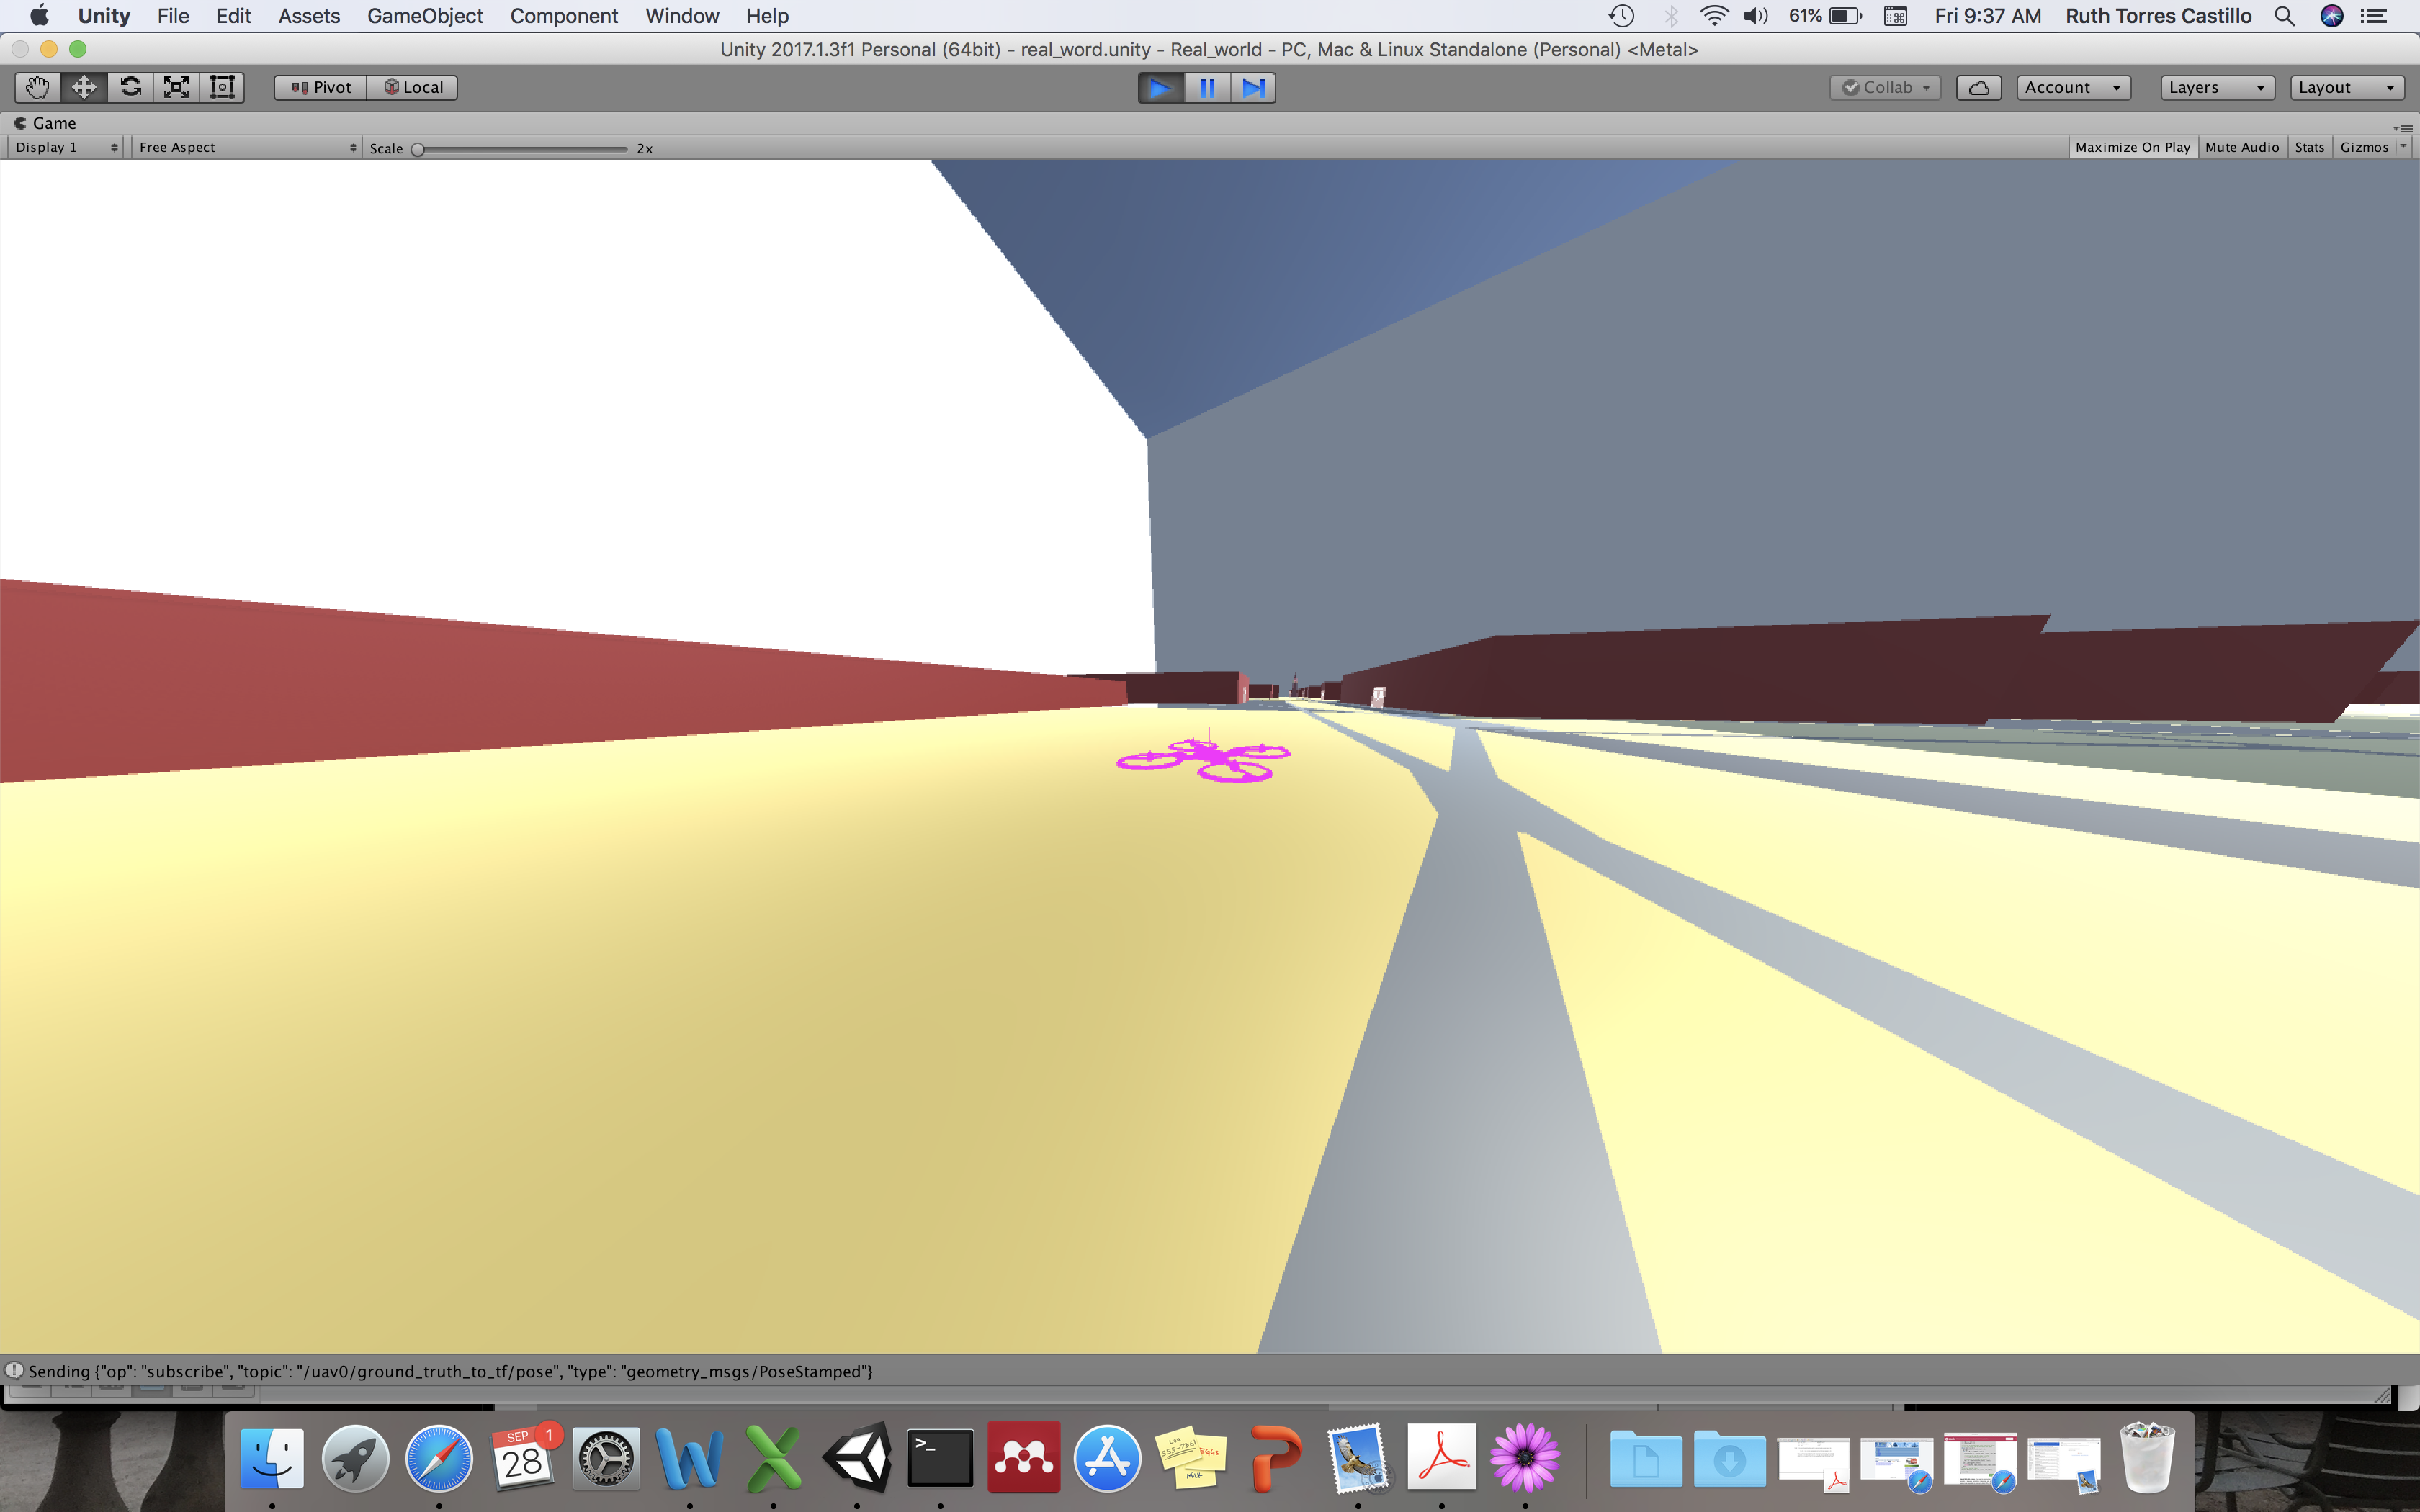 Unity File Edit Assets GameObject Component Window Help 61% Fri 9:37 AM Ruth Torres Castillo
Unity 2017.1.3f1 Personal (64bit) - real_word.unity - Real_world - PC, Mac & Linux Standalone (Personal) <Metal>
Pivot Local Collab Account Layers Layout
Game
Display 1 Free Aspect Scale 2x Maximize On Play Mute Audio Stats Gizmos
Sending {"op": "subscribe", "topic": "/uav0/ground_truth_to_tf/pose", "type": "geometry_msgs/PoseStamped"}
SEP 1
28
>_
EGGS
MILK